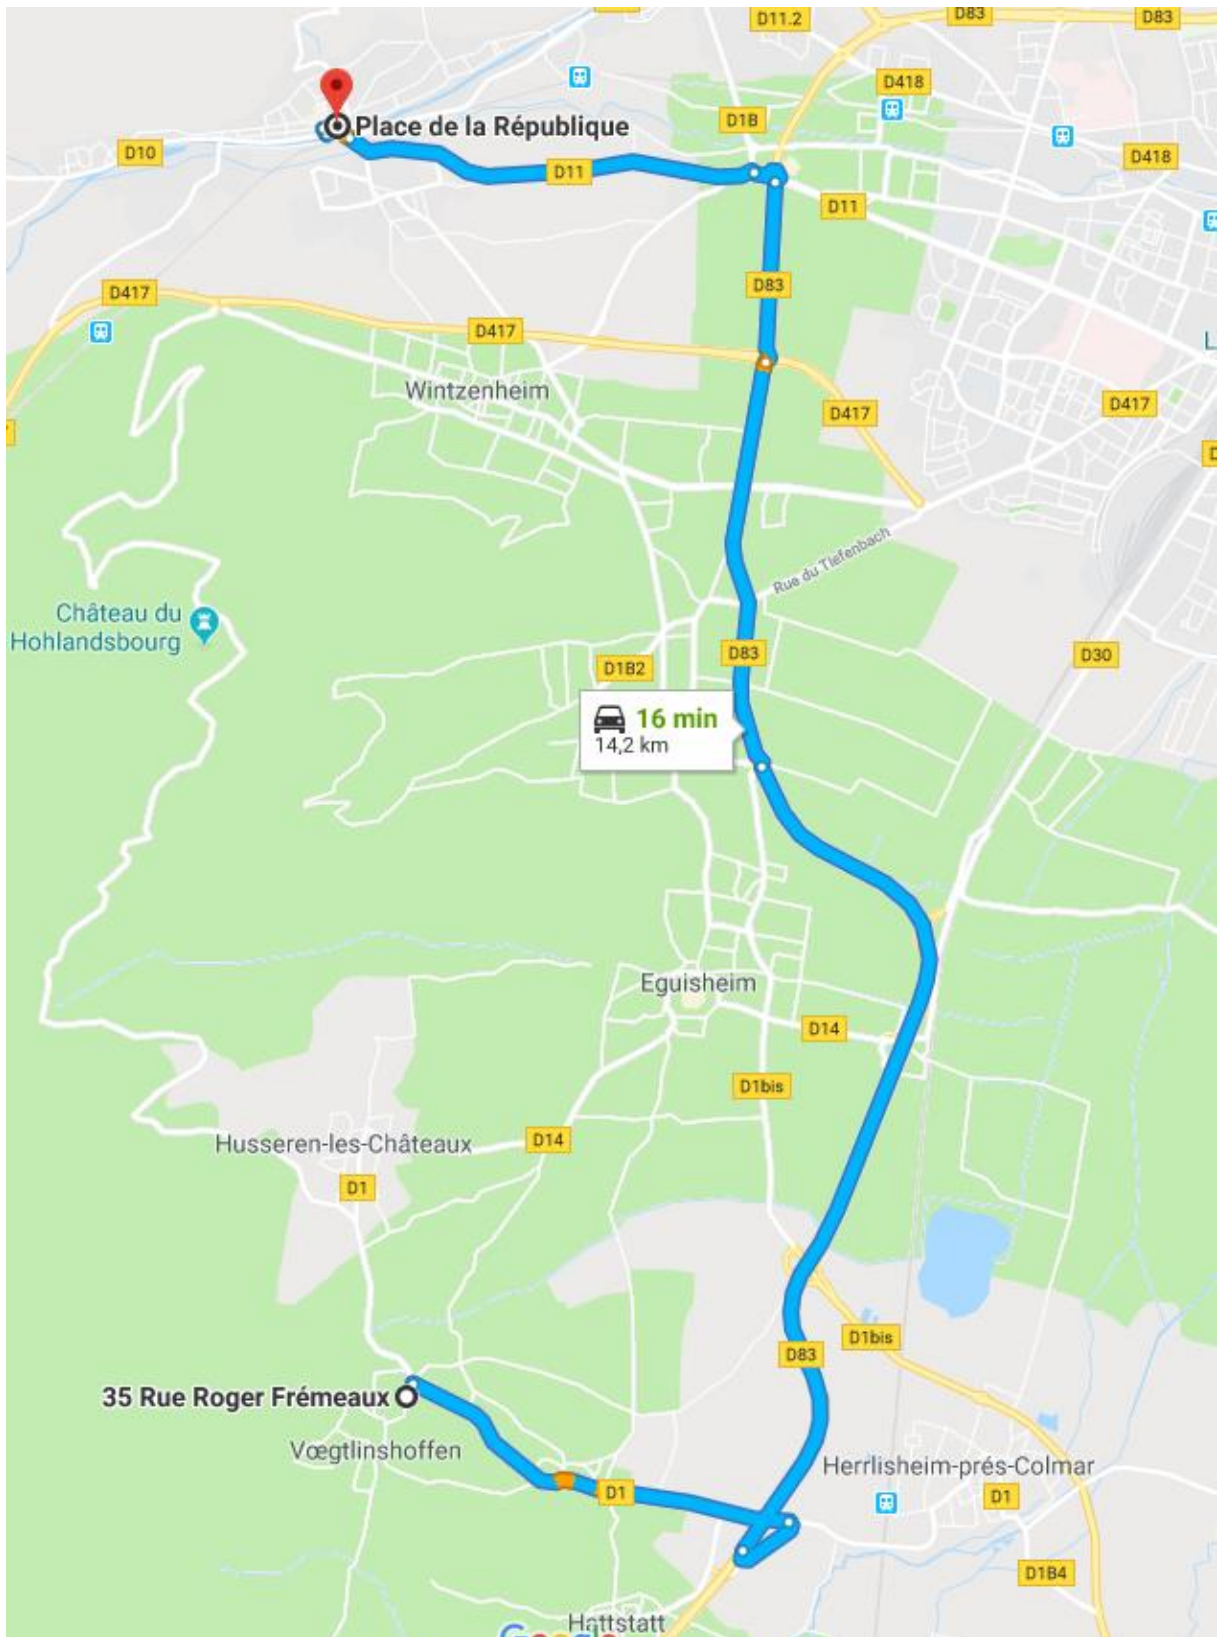 D11.2
D83
D83
D418
D1B
Place de la République
D10
D418
D11
D11
D83
D417
D417
Wintzenheim
D417
D417
Rue du Tiefenbach
Château du
Hohlandsbourg
D83
D30
D1B2
16 min
14,2 km
Eguisheim
D14
D1bis
D14
Husseren-les-Châteaux
D1
D1bis
D83
35 Rue Roger Frémeaux
Vœgtlinshoffen
Herrlisheim-prés-Colmar
D1
D1
D1B4
Hattstatt